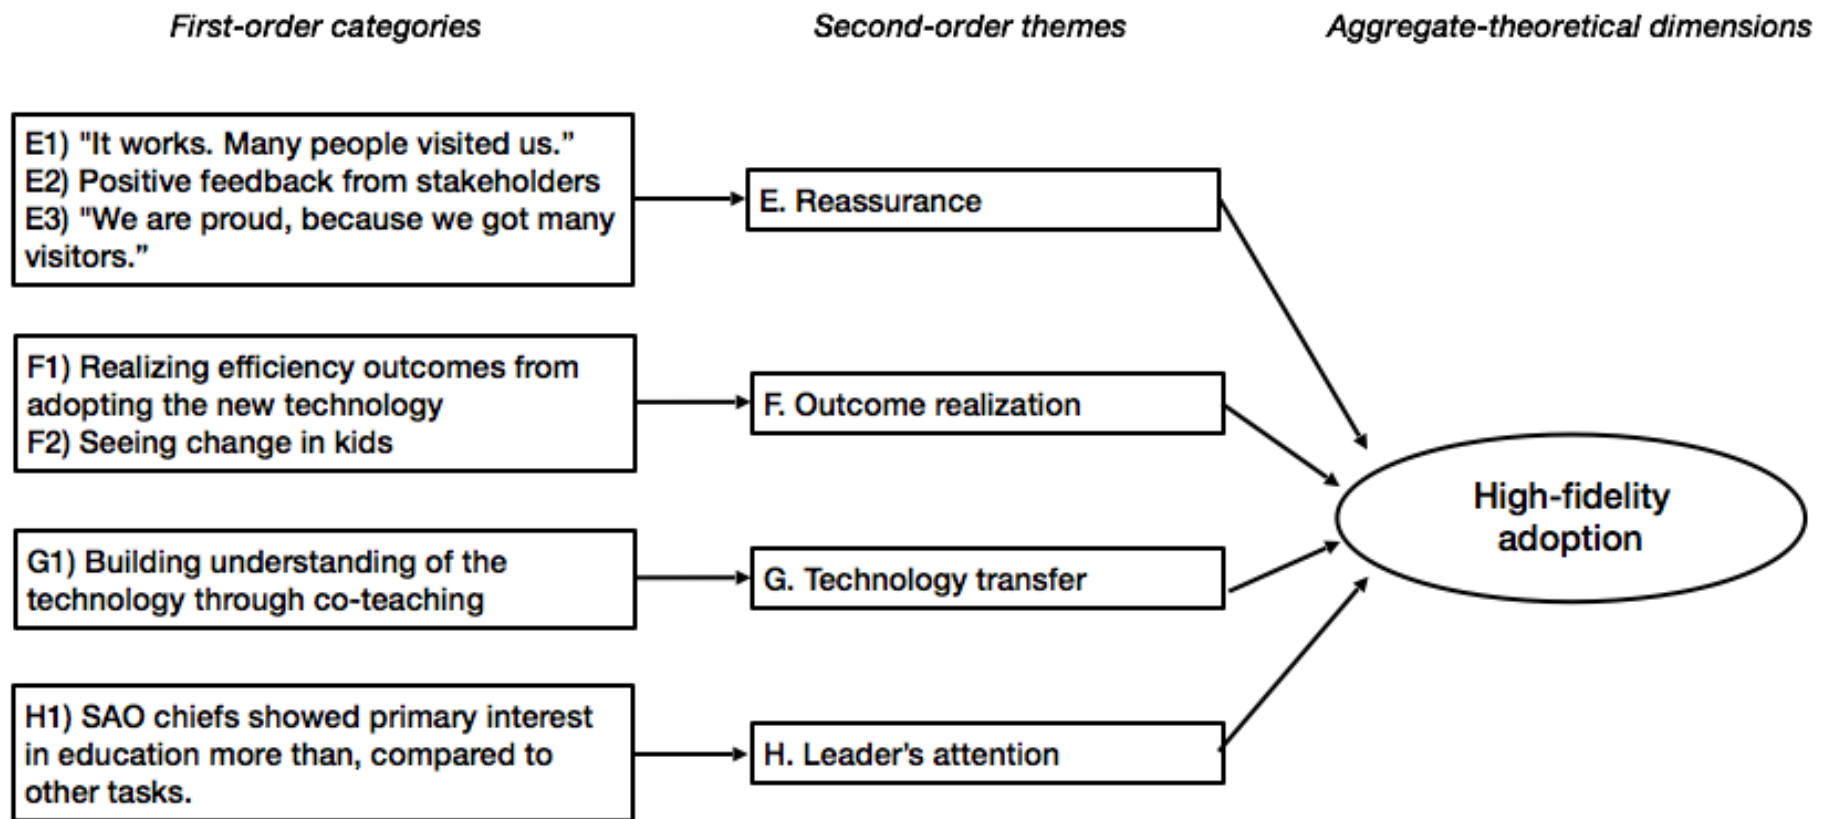 First-order categories
Second-order themes
Aggregate-theoretical dimensions
E1) "It works. Many people visited us.”
E2) Positive feedback from stakeholders
E3) "We are proud, because we got many
visitors.”
E. Reassurance
F1) Realizing efficiency outcomes from
adopting the new technology
F2) Seeing change in kids
F. Outcome realization
High-fidelity
adoption
G1) Building understanding of the
technology through co-teaching
G. Technology transfer
H1) SAO chiefs showed primary interest
in education more than, compared to
other tasks.
H. Leader’s attention